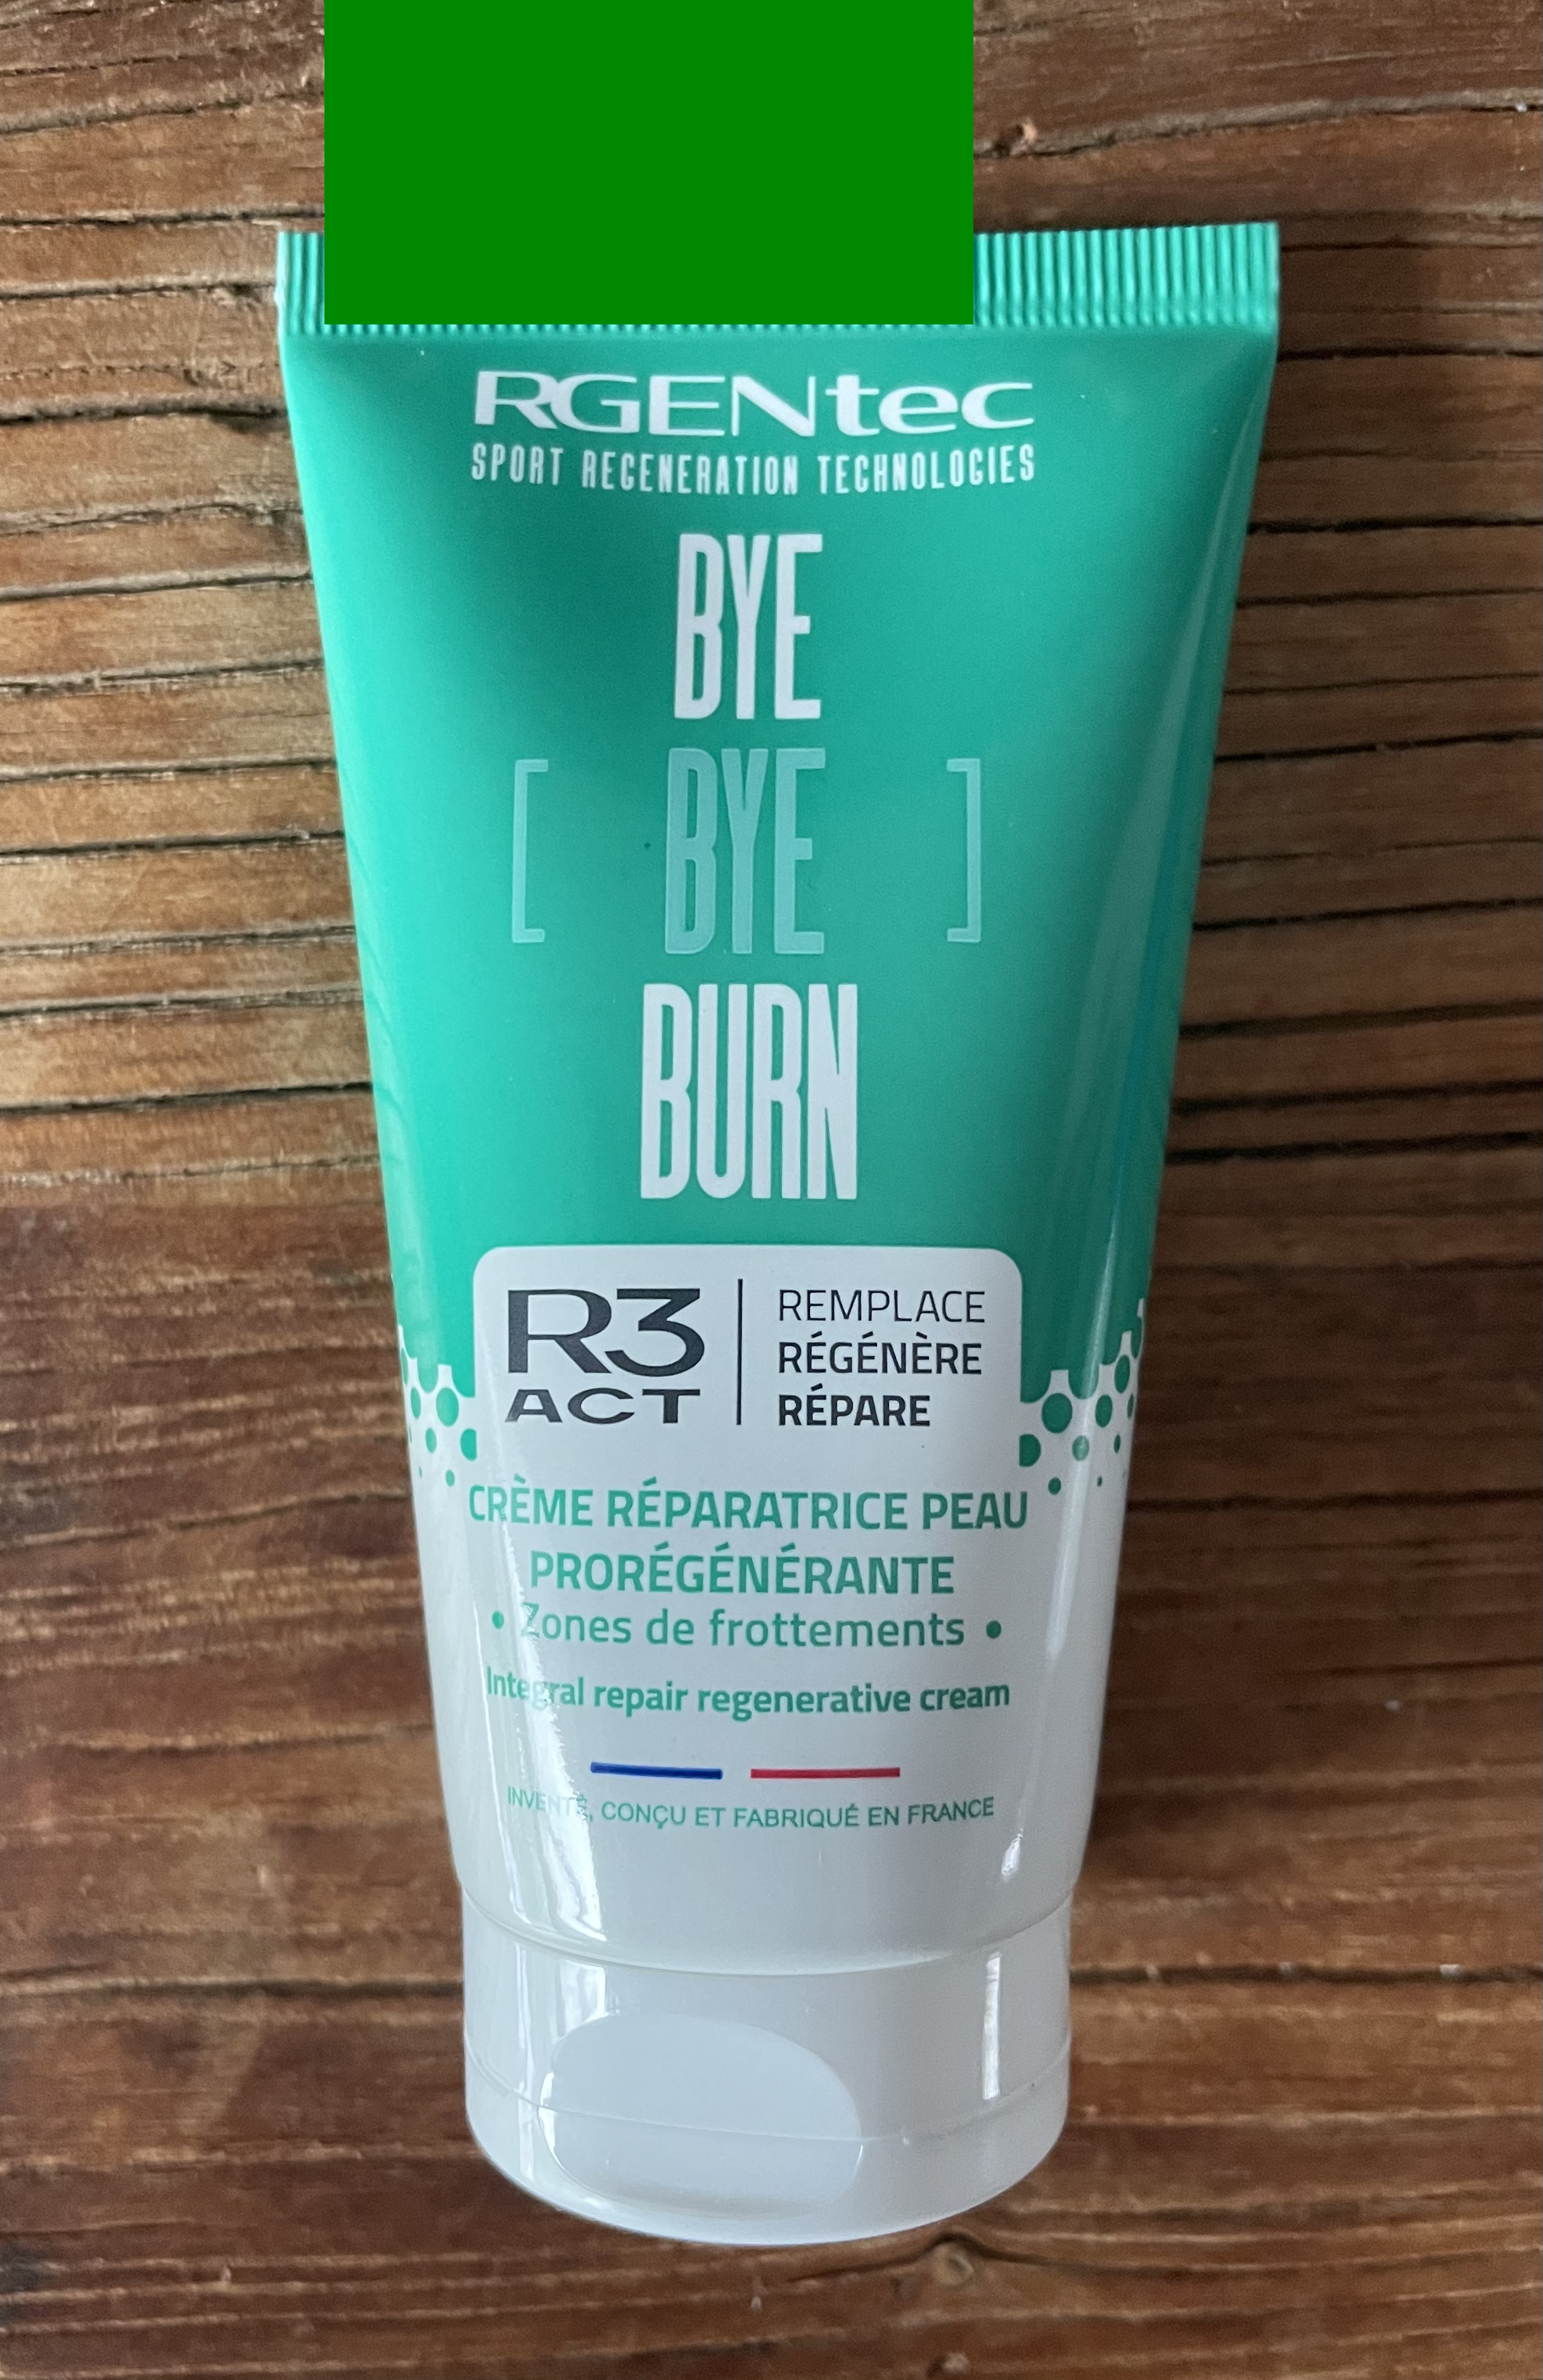 RGENtec
SPORT REGENERATION TECHNOLOGIES
BYE
[ BYE ]
BURN
R3
ACT
REMPLACE
RÉGÉNÈRE
RÉPARE
CRÈME RÉPARATRICE PEAU
PRORÉGÉNÉRANTE
• Zones de frottements •
Integral repair regenerative cream
INVENTÉ, CONÇU ET FABRIQUÉ EN FRANCE